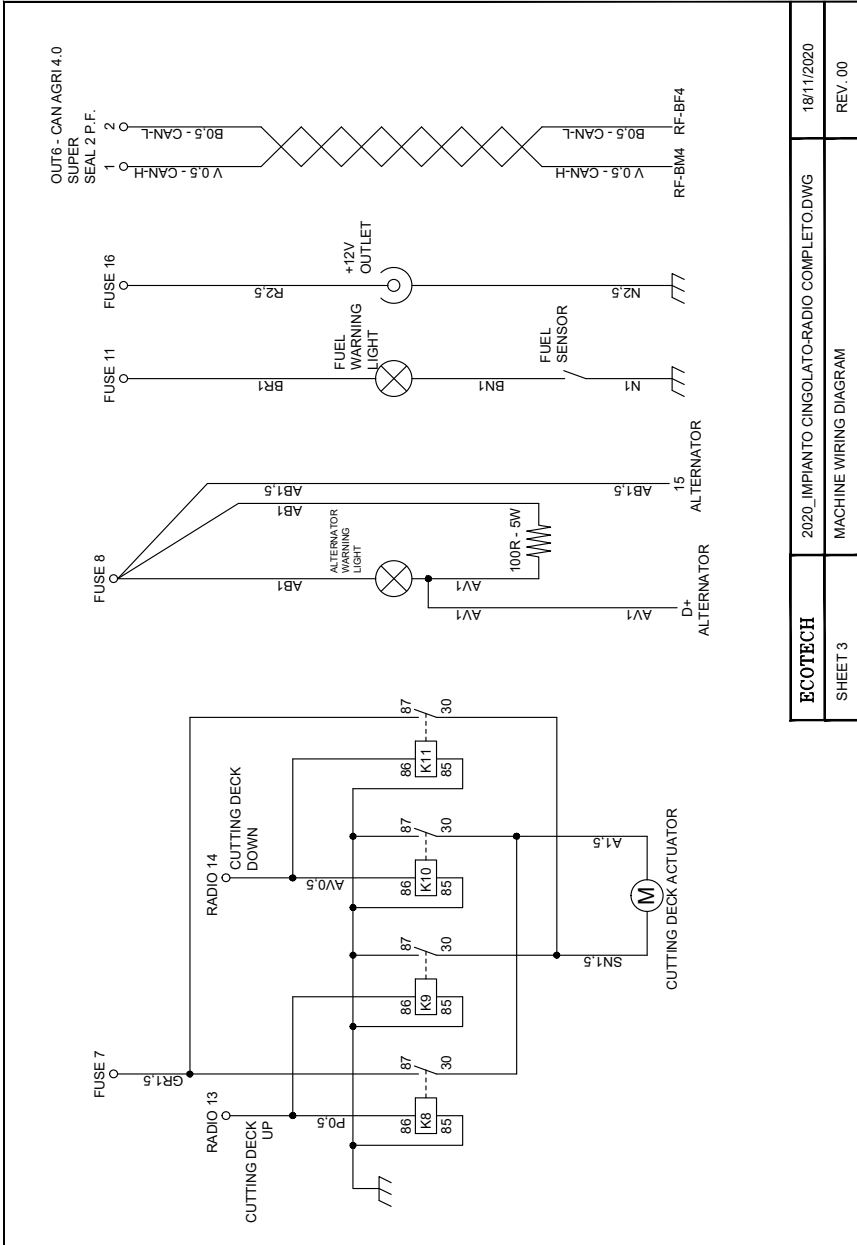 OUT6 - CAN AGRI 4.0
SUPER
SEAL 2 P.F.
1
2
V 0,5 - CAN-H
B0,5 - CAN-L
V 0,5 - CAN-H
B0,5 - CAN-L
RF-BM4
RF-BF4
FUSE 16
R2,5
+12V
OUTLET
N2,5
FUSE 11
BR1
FUEL
WARNING
LIGHT
BN1
FUEL
SENSOR
N1
FUSE 8
AB1
AB1
AB1,5
ALTERNATOR
WARNING
LIGHT
100R - 5W
AV1
AV1
AV1
AB1,5
D+
ALTERNATOR
15
ALTERNATOR
FUSE 7
GR1,5
RADIO 13
CUTTING DECK
UP
P0,5
RADIO 14
CUTTING DECK
DOWN
AV0,5
86
K8
85
87
30
86
K9
85
87
30
86
K10
85
87
30
86
K11
85
87
30
SN1,5
A1,5
M
CUTTING DECK ACTUATOR
ECOTECH
2020_IMPIANTO CINGOLATO-RADIO COMPLETO.DWG
18/11/2020
SHEET 3
MACHINE WIRING DIAGRAM
REV. 00